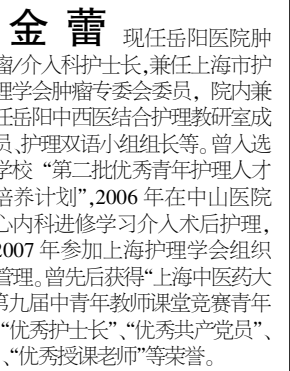 金 蕾 现任岳阳医院肿
瘤/介入科护士长,兼任上海市护
理学会肿瘤专委会委员, 院内兼
任岳阳中西医结合护理教研室成
员、护理双语小组组长等。曾入选
学校 “第二批优秀青年护理人才
培养计划”,2006 年在中山医院
心内科进修学习介入术后护理,
2007 年参加上海护理学会组织
管理。曾先后获得“上海中医药大
第九届中青年教师课堂竞赛青年
“优秀护士长”、“优秀共产党员”、
、“优秀授课老师”等荣誉。